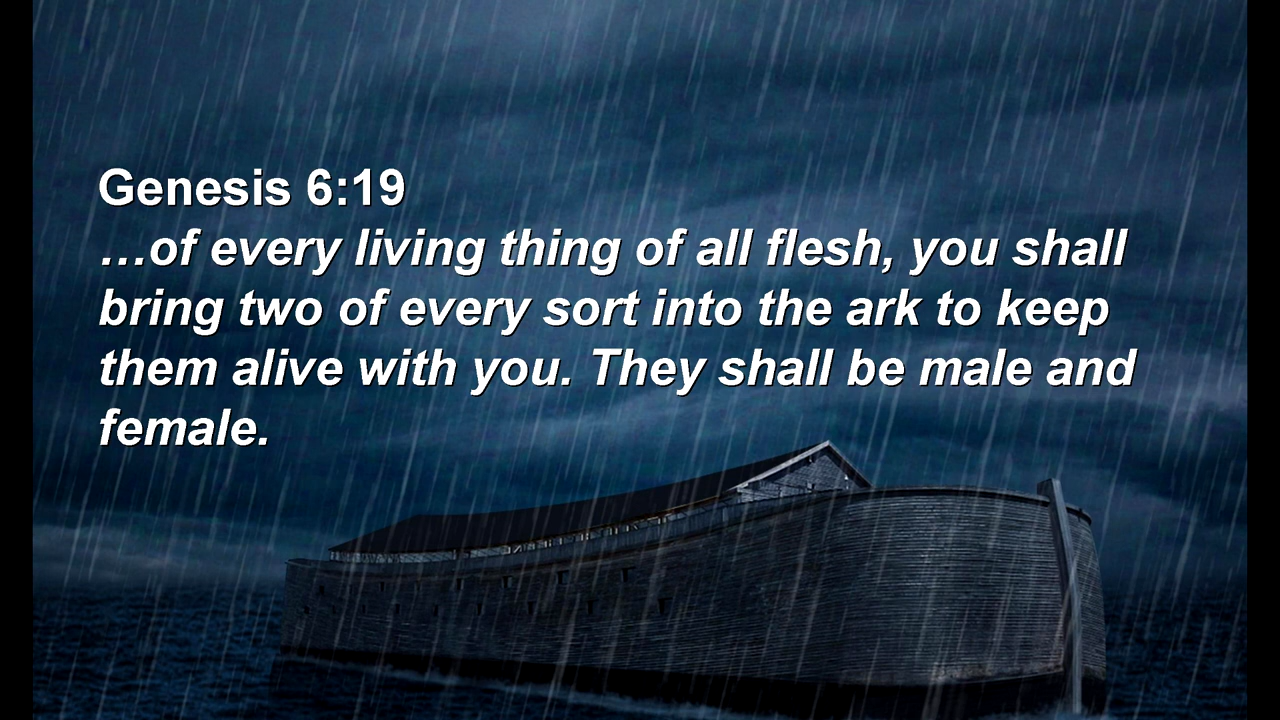 Genesis 6:19
…of every living thing of all flesh, you shall
bring two of every sort into the ark to keep
them alive with you. They shall be male and
female.